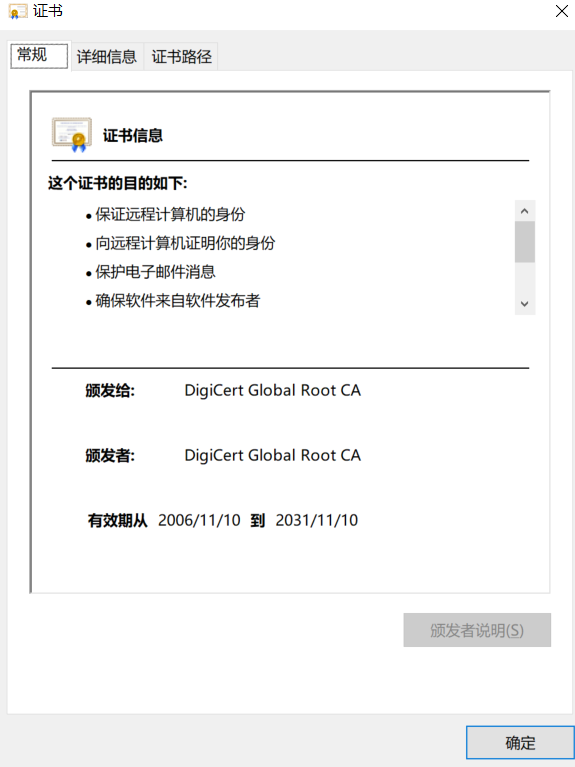 证书
常规 详细信息 证书路径
证书信息
这个证书的目的如下:
• 保证远程计算机的身份
• 向远程计算机证明你的身份
• 保护电子邮件消息
• 确保软件来自软件发布者
颁发给: DigiCert Global Root CA
颁发者: DigiCert Global Root CA
有效期从 2006/11/10 到 2031/11/10
颁发者说明(S)
确定